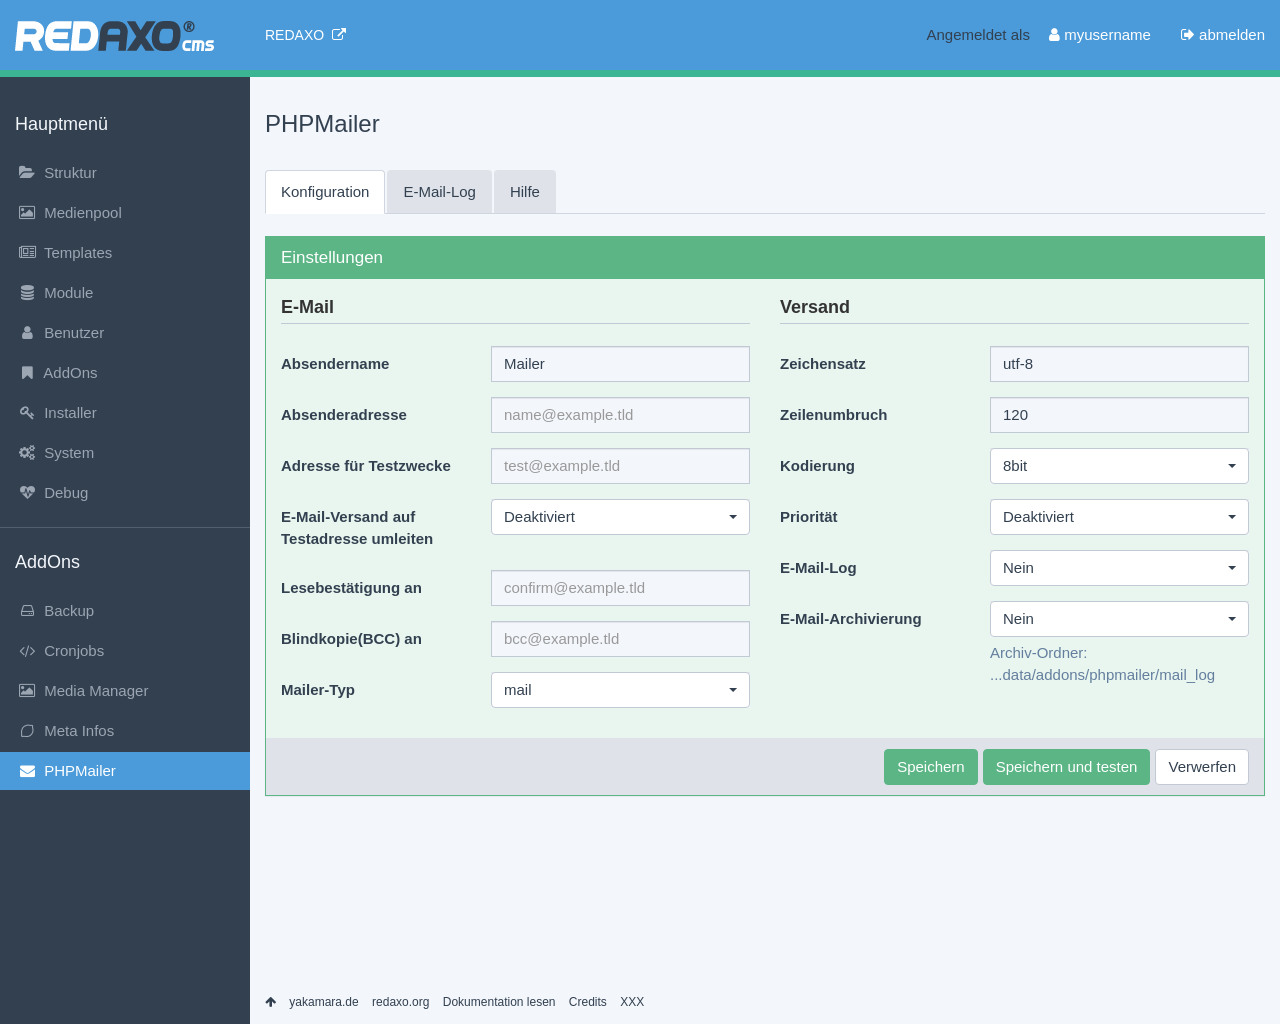 REDAXO® cms
REDAXO
Angemeldet als myusername abmelden
Hauptmenü
Struktur
Medienpool
Templates
Module
Benutzer
AddOns
Installer
System
Debug
AddOns
Backup
Cronjobs
Media Manager
Meta Infos
PHPMailer
PHPMailer
Konfiguration E-Mail-Log Hilfe
Einstellungen
E-Mail
Absendername Mailer
Absenderadresse name@example.tld
Adresse für Testzwecke test@example.tld
E-Mail-Versand auf Deaktiviert
Testadresse umleiten
Lesebestätigung an confirm@example.tld
Blindkopie(BCC) an bcc@example.tld
Mailer-Typ mail
Versand
Zeichensatz utf-8
Zeilenumbruch 120
Kodierung 8bit
Priorität Deaktiviert
E-Mail-Log Nein
E-Mail-Archivierung Nein
Archiv-Ordner:
...data/addons/phpmailer/mail_log
Speichern Speichern und testen Verwerfen
yakamara.de redaxo.org Dokumentation lesen Credits XXX